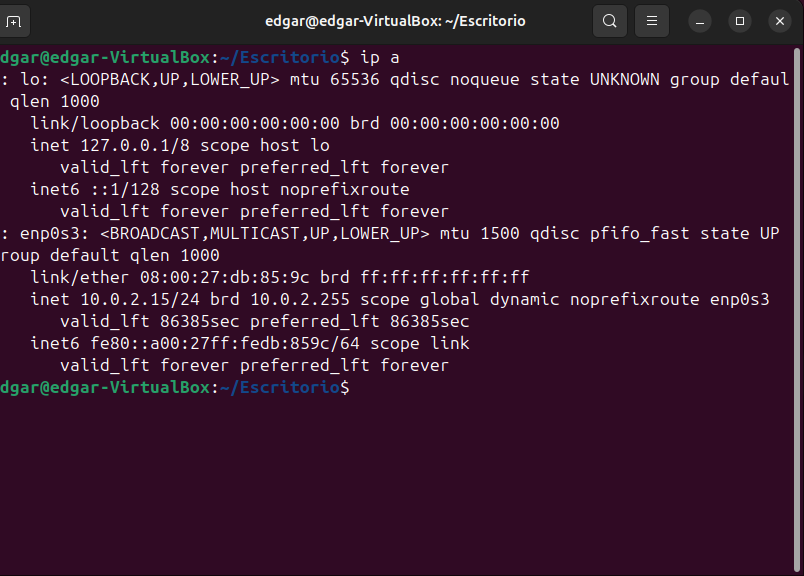 edgar@edgar-VirtualBox: ~/Escritorio
dgar@edgar-VirtualBox:~/Escritorio$ ip a
: lo: <LOOPBACK,UP,LOWER_UP> mtu 65536 qdisc noqueue state UNKNOWN group defaul
 qlen 1000
   link/loopback 00:00:00:00:00:00 brd 00:00:00:00:00:00
   inet 127.0.0.1/8 scope host lo
      valid_lft forever preferred_lft forever
   inet6 ::1/128 scope host noprefixroute
      valid_lft forever preferred_lft forever
: enp0s3: <BROADCAST,MULTICAST,UP,LOWER_UP> mtu 1500 qdisc pfifo_fast state UP
roup default qlen 1000
   link/ether 08:00:27:db:85:9c brd ff:ff:ff:ff:ff:ff
   inet 10.0.2.15/24 brd 10.0.2.255 scope global dynamic noprefixroute enp0s3
      valid_lft 86385sec preferred_lft 86385sec
   inet6 fe80::a00:27ff:fedb:859c/64 scope link
      valid_lft forever preferred_lft forever
dgar@edgar-VirtualBox:~/Escritorio$